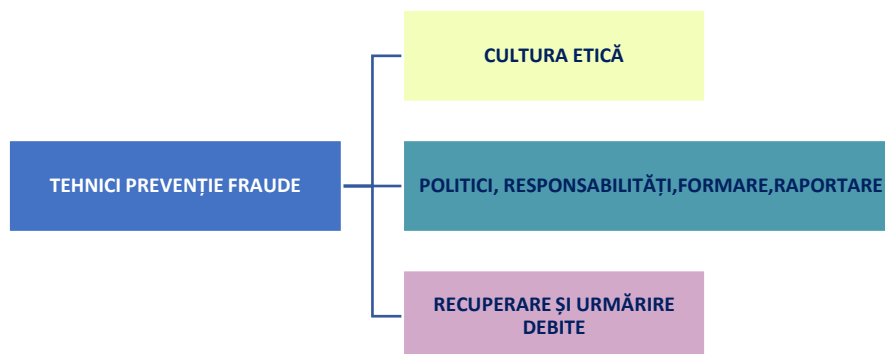 CULTURA ETICĂ
TEHNICI PREVENȚIE FRAUDE
POLITICI, RESPONSABILITĂȚI,FORMARE,RAPORTARE
RECUPERARE ȘI URMĂRIRE
DEBITE